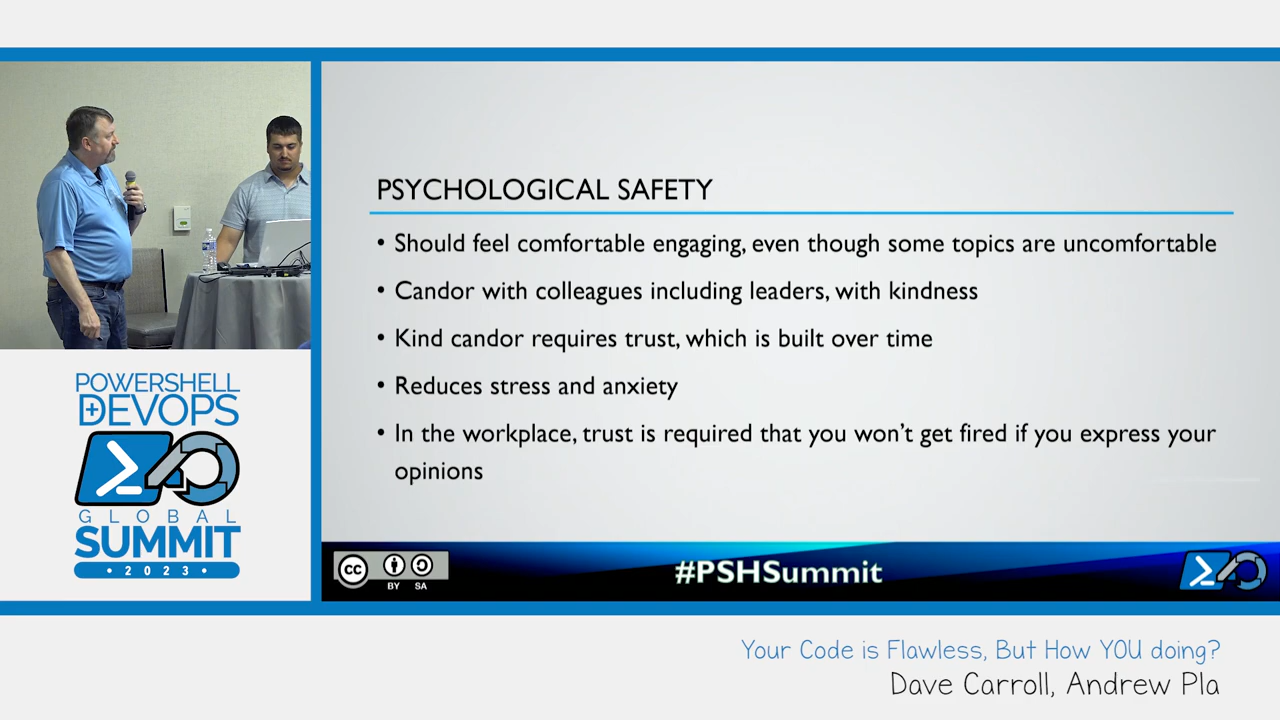 PSYCHOLOGICAL SAFETY
• Should feel comfortable engaging, even though some topics are uncomfortable
• Candor with colleagues including leaders, with kindness
• Kind candor requires trust, which is built over time
• Reduces stress and anxiety
• In the workplace, trust is required that you won't get fired if you express your
opinions
POWERSHELL
+ DEVOPS
GLOBAL
SUMMIT
• 2023 •
cc
BY SA
#PSHSummit
Your Code is Flawless, But How YOU doing?
Dave Carroll, Andrew Pla